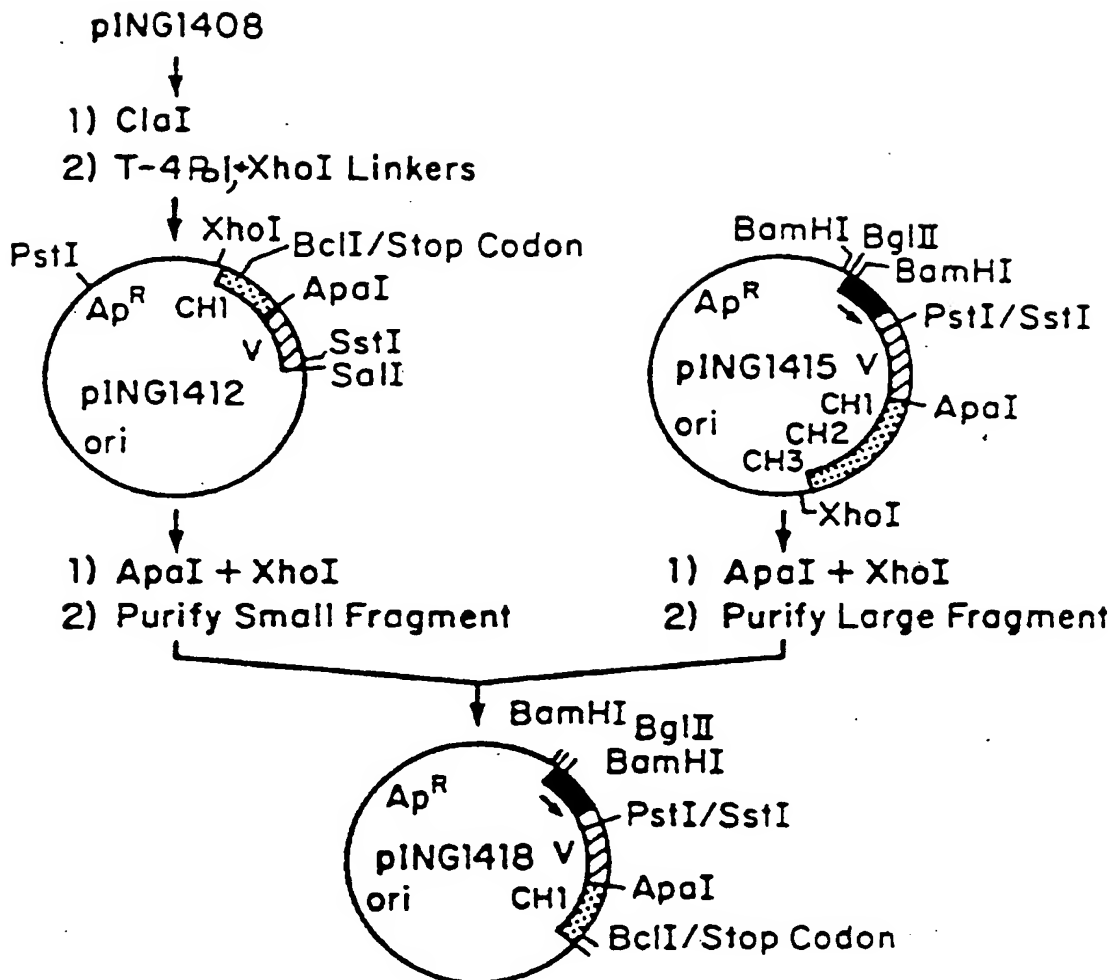 pING1408
1) ClaI
2) T-4 Pol,+XhoI Linkers
PstI
XhoI
BclI/Stop Codon
ApR
CH1
ApaI
V
SstI
SalI
pING1412
ori
1) ApaI + XhoI
2) Purify Small Fragment
BamHI
BglII
BamHI
ApR
PstI/SstI
pING1415
V
CH1
ApaI
ori
CH2
CH3
XhoI
1) ApaI + XhoI
2) Purify Large Fragment
BamHI
BglII
BamHI
ApR
PstI/SstI
pING1418
V
ori
CH1
ApaI
BclI/Stop Codon